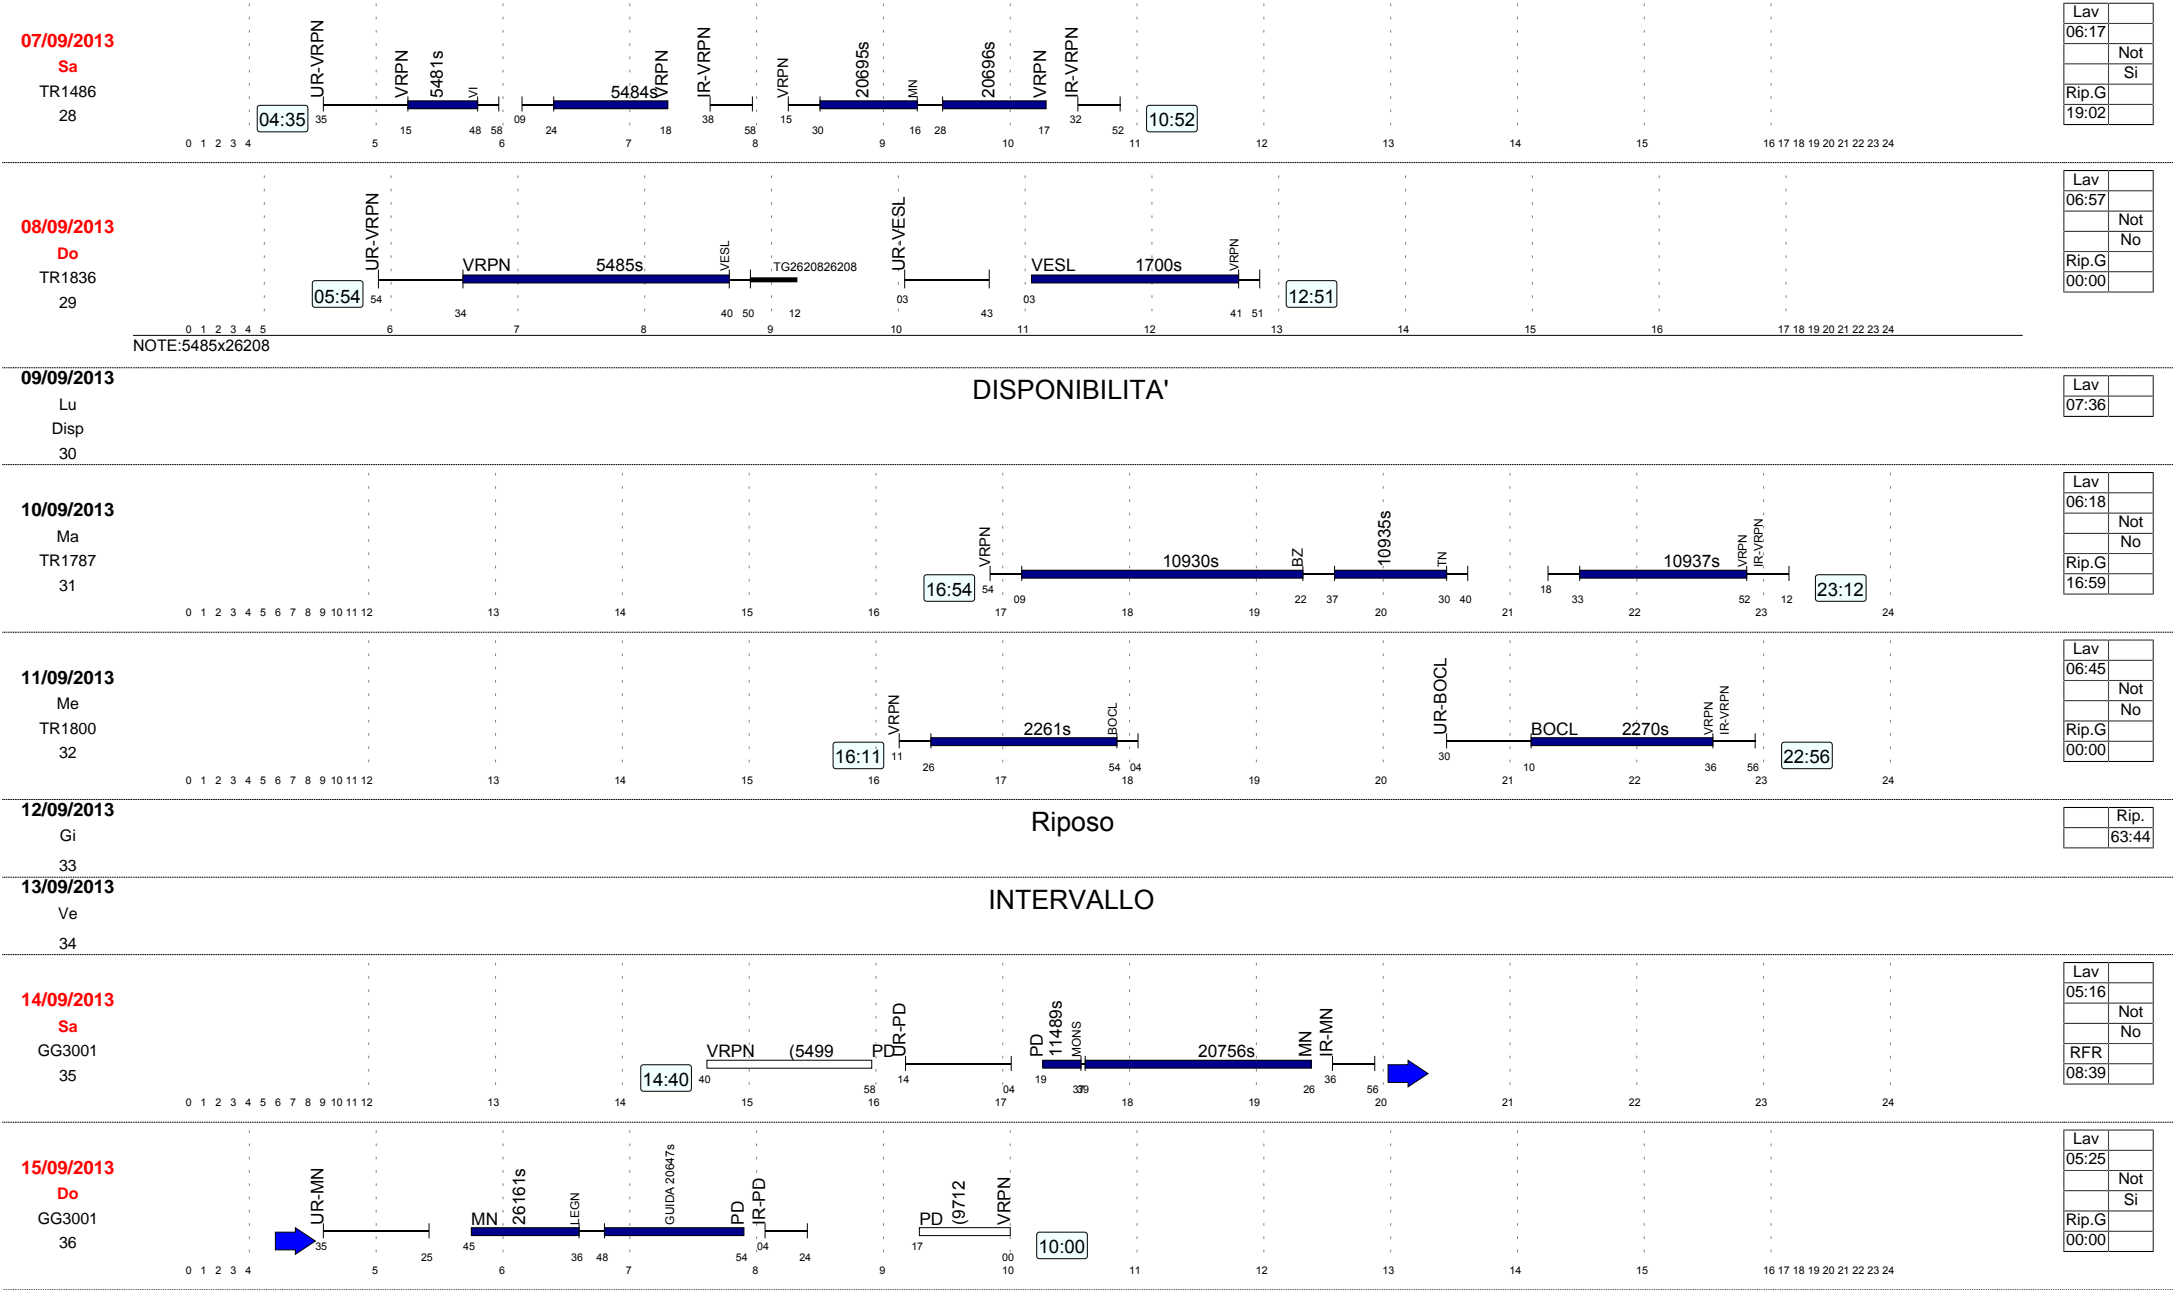 07/09/2013
Sa
TR1486
28
04:35
UR-VRPN VRPN 5481s VI 5484s VRPN IR-VRPN VRPN 20695s MN 20696s VRPN IR-VRPN
35 15 48 58 09 24 18 38 58 15 30 16 28 17 32 52
10:52
0 1 2 3 4 5 6 7 8 9 10 11 12 13 14 15 16 17 18 19 20 21 22 23 24
Lav
06:17
Not
Si
Rip.G
19:02
08/09/2013
Do
TR1836
29
05:54
UR-VRPN VRPN 5485s VESL TG2620826208 UR-VESL VESL 1700s VRPN
54 34 40 50 12 03 43 03 41 51
12:51
0 1 2 3 4 5 6 7 8 9 10 11 12 13 14 15 16 17 18 19 20 21 22 23 24
NOTE:5485x26208
Lav
06:57
Not
No
Rip.G
00:00
09/09/2013
Lu
Disp
30
DISPONIBILITA'
Lav
07:36
10/09/2013
Ma
TR1787
31
16:54
VRPN 10930s BZ 10935s TN 10937s VRPN IR-VRPN
54 09 22 37 30 40 18 33 52 12
23:12
0 1 2 3 4 5 6 7 8 9 10 11 12 13 14 15 16 17 18 19 20 21 22 23 24
Lav
06:18
Not
No
Rip.G
16:59
11/09/2013
Me
TR1800
32
16:11
VRPN 2261s BOCL UR-BOCL BOCL 2270s VRPN IR-VRPN
11 26 54 04 30 10 36 56
22:56
0 1 2 3 4 5 6 7 8 9 10 11 12 13 14 15 16 17 18 19 20 21 22 23 24
Lav
06:45
Not
No
Rip.G
00:00
12/09/2013
Gi
33
Riposo
Rip.
63:44
13/09/2013
Ve
34
INTERVALLO
14/09/2013
Sa
GG3001
35
14:40
VRPN (5499 PD UR-PD PD 11489s MONS 20756s MN IR-MN
40 58 14 04 19 37 39 26 36 56
0 1 2 3 4 5 6 7 8 9 10 11 12 13 14 15 16 17 18 19 20 21 22 23 24
Lav
05:16
Not
No
RFR
08:39
15/09/2013
Do
GG3001
36
UR-MN MN 26161s LEGN GUIDA 20647s PD IR-PD PD (9712 VRPN
35 25 45 36 48 54 04 24 17 00
10:00
0 1 2 3 4 5 6 7 8 9 10 11 12 13 14 15 16 17 18 19 20 21 22 23 24
Lav
05:25
Not
Si
Rip.G
00:00